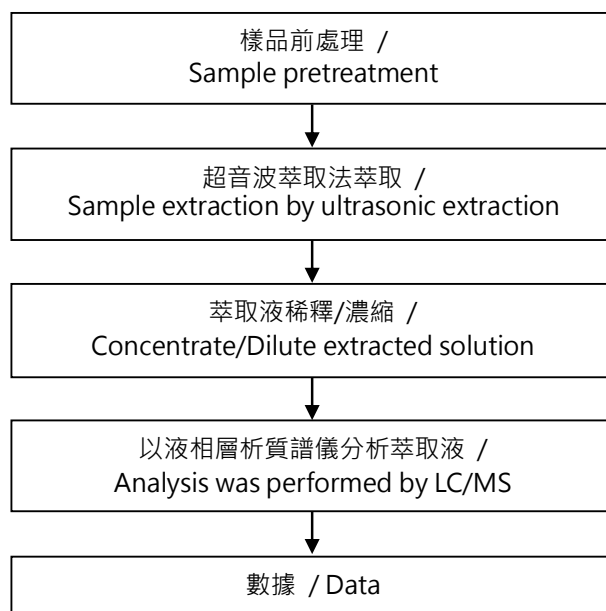 樣品前處理 /
Sample pretreatment
超音波萃取法萃取 /
Sample extraction by ultrasonic extraction
萃取液稀釋/濃縮 /
Concentrate/Dilute extracted solution
以液相層析質譜儀分析萃取液 /
Analysis was performed by LC/MS
數據 / Data